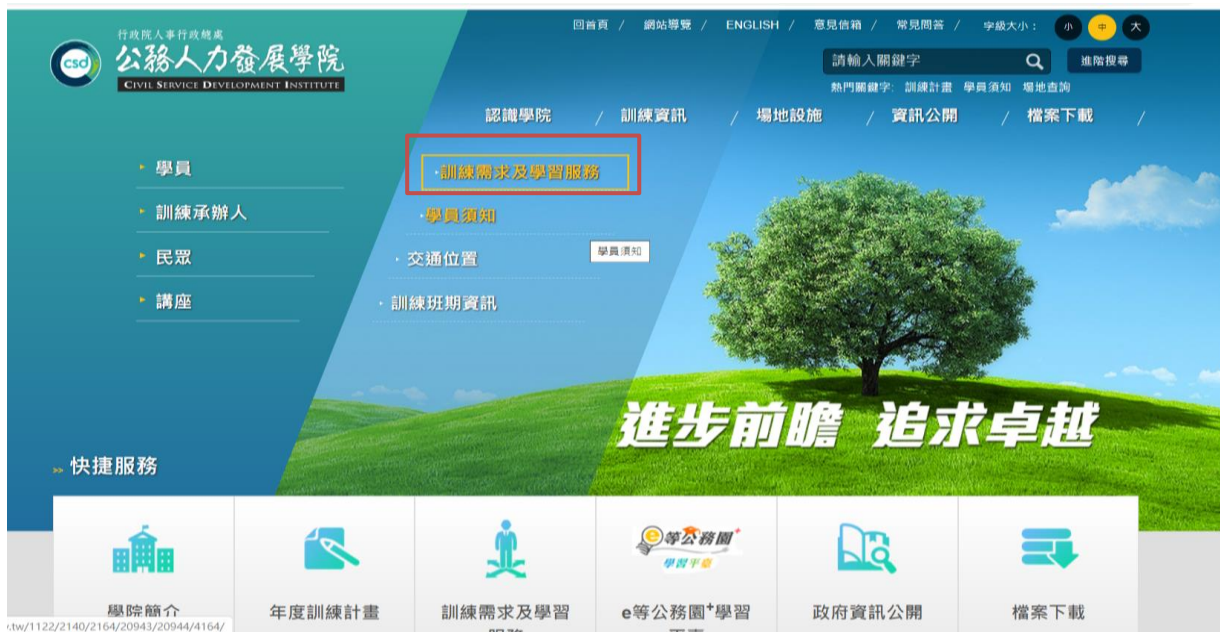 回首頁 / 網站導覽 / ENGLISH / 意見信箱 / 常見問答 / 字級大小： 小 中 大
行政院人事行政總處
csdi 公務人力發展學院
CIVIL SERVICE DEVELOPMENT INSTITUTE
請輸入關鍵字 進階搜尋
熱門關鍵字: 訓練計畫 學員須知 場地查詢
認識學院 / 訓練資訊 / 場地設施 / 資訊公開 / 檔案下載 /
學員
訓練承辦人
民眾
講座
·訓練需求及學習服務
·學員須知
學員須知
·交通位置
·訓練班期資訊
進步前瞻 追求卓越
快捷服務
e等公務園+
學習平臺
學院簡介 年度訓練計畫 訓練需求及學習 e等公務園+學習 政府資訊公開 檔案下載
.tw/1122/2140/2164/20943/20944/4164/